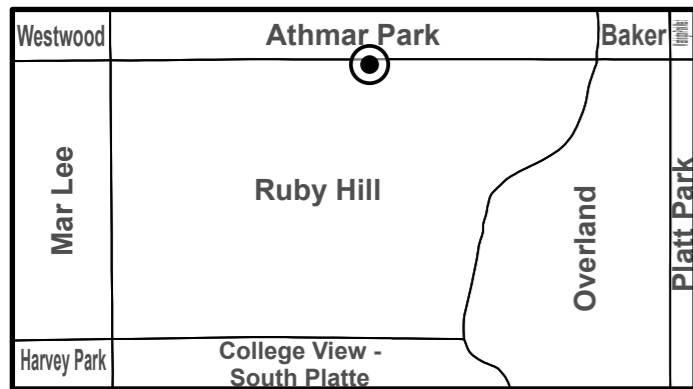 Westwood
Athmar Park
Baker
Mar Lee
Ruby Hill
Overland
Platt Park
Harvey Park
College View -
South Platte